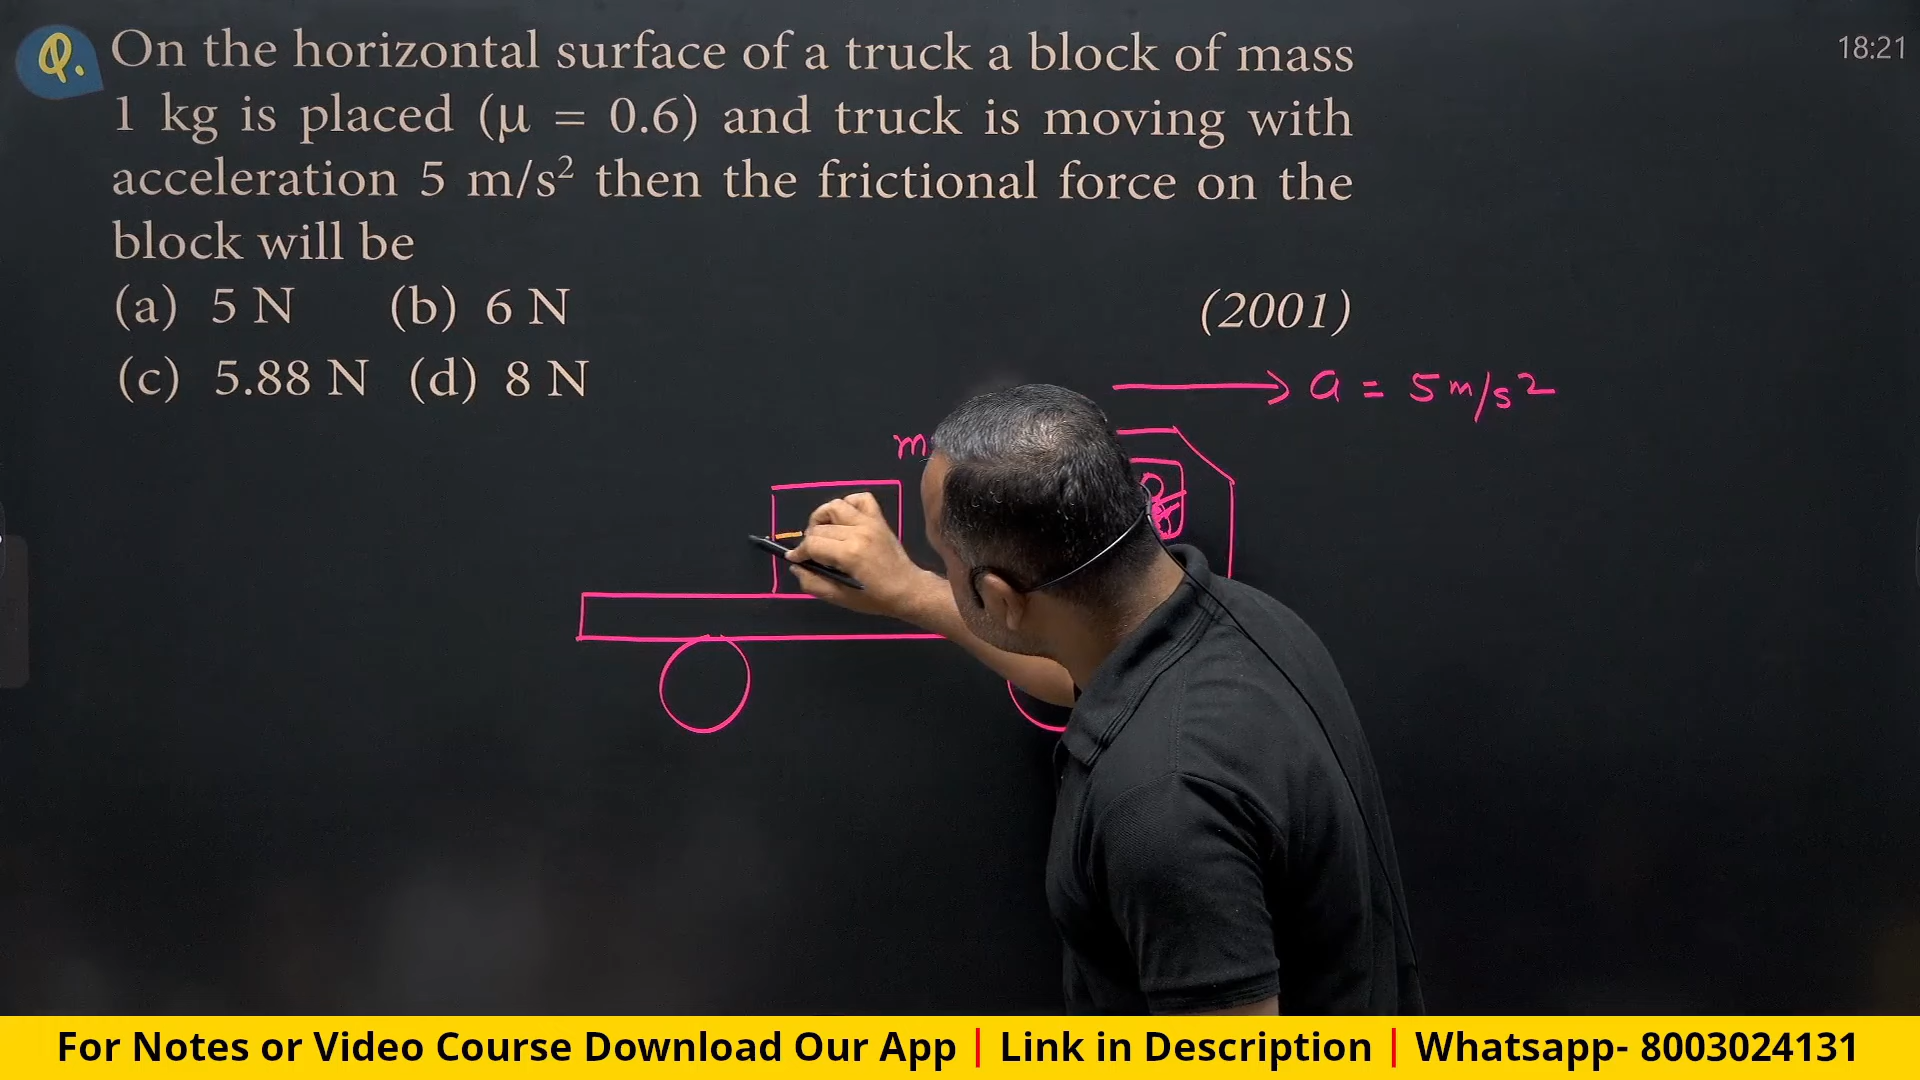 Q. On the horizontal surface of a truck a block of mass
1 kg is placed (μ = 0.6) and truck is moving with
acceleration 5 m/s² then the frictional force on the
block will be
(a) 5 N (b) 6 N
(2001)
(c) 5.88 N (d) 8 N
18:21
a = 5 m/s²
m
For Notes or Video Course Download Our App | Link in Description | Whatsapp- 8003024131